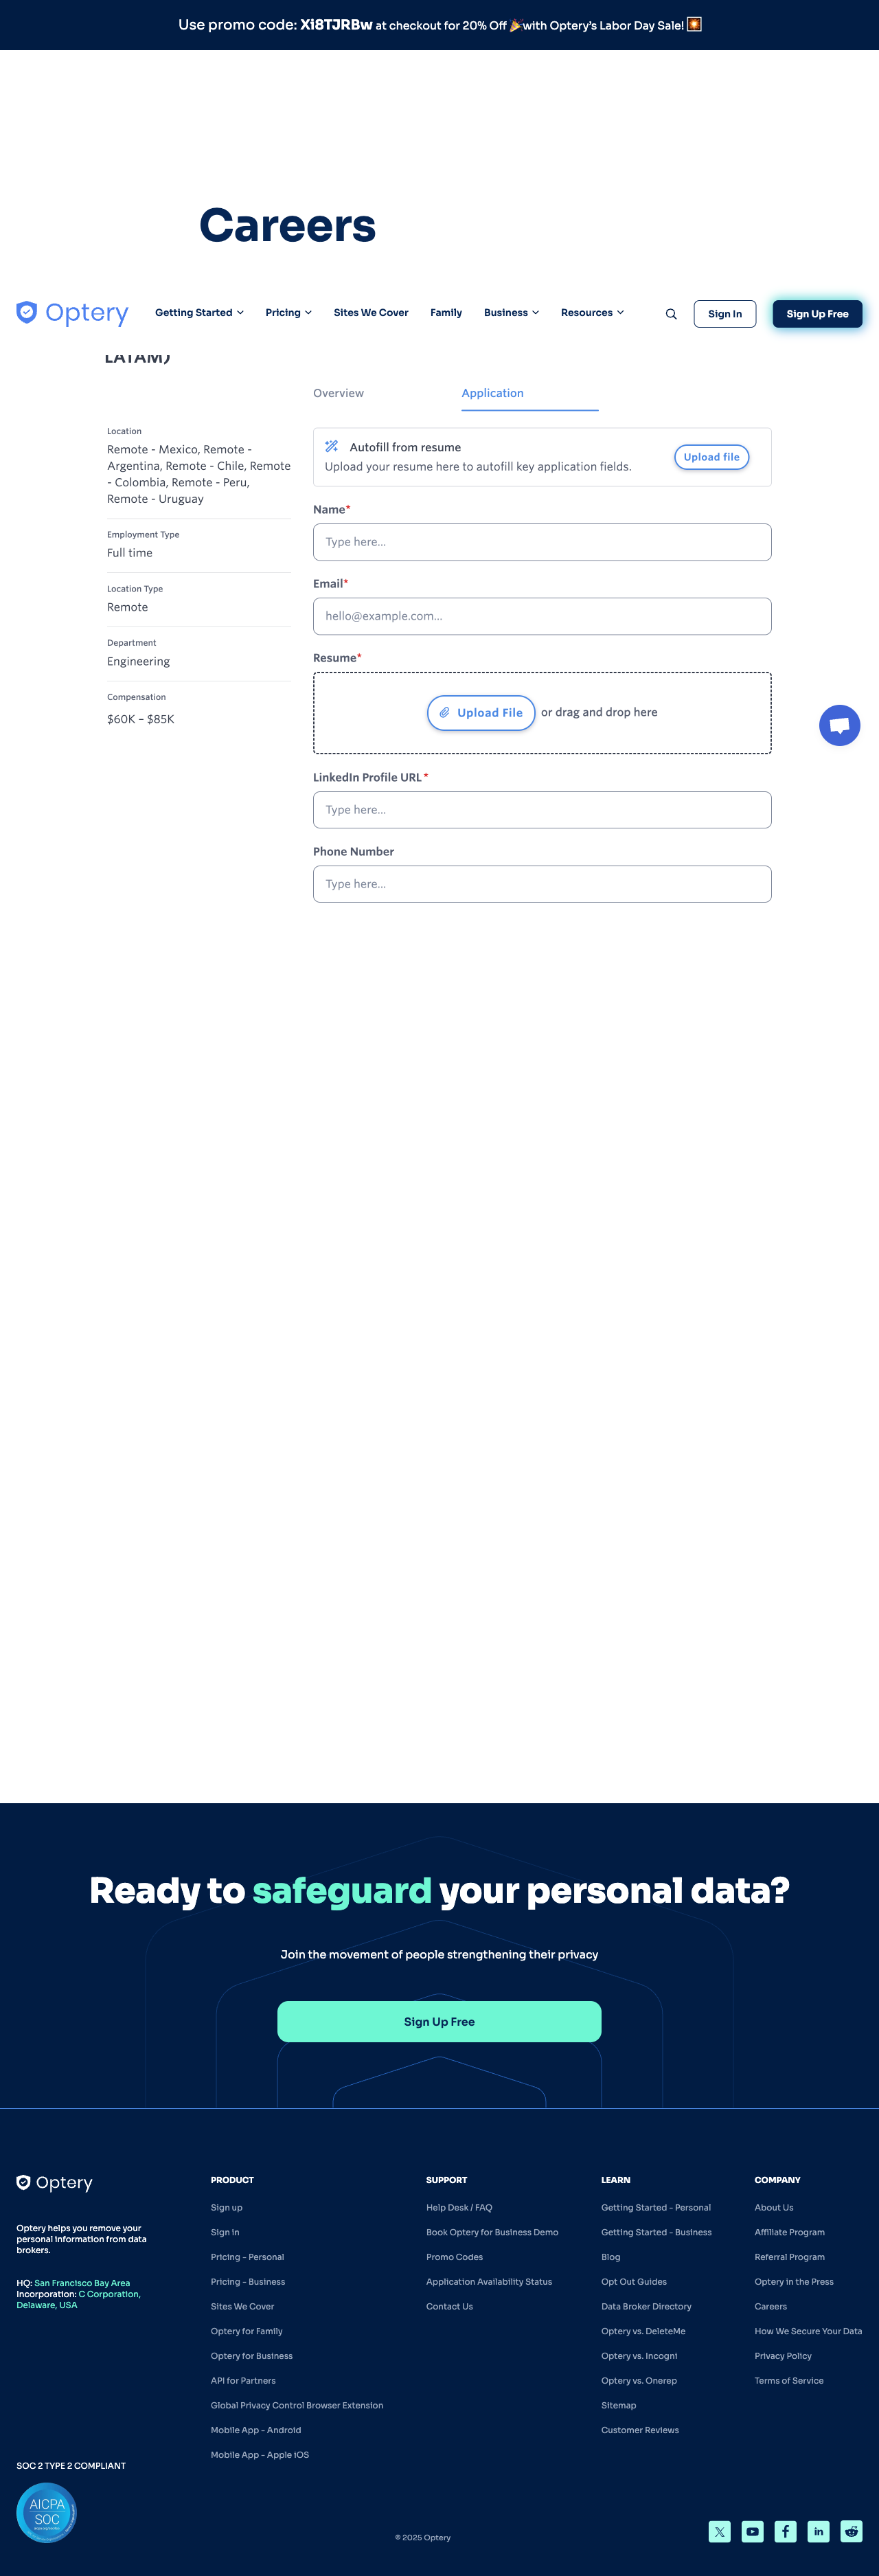 Use promo code: Xi8TJRBw at checkout for 20% Off 🎉with Optery's Labor Day Sale! 🎇
Careers
Optery
Getting Started
Pricing
Sites We Cover
Family
Business
Resources
Sign In
Sign Up Free
LATAM)
Overview
Application
Location
Remote - Mexico, Remote -
Argentina, Remote - Chile, Remote
- Colombia, Remote - Peru,
Remote - Uruguay
Employment Type
Full time
Location Type
Remote
Department
Engineering
Compensation
$60K – $85K
Autofill from resume
Upload your resume here to autofill key application fields.
Upload file
Name*
Type here...
Email*
hello@example.com...
Resume*
Upload File or drag and drop here
LinkedIn Profile URL *
Type here...
Phone Number
Type here...
Ready to safeguard your personal data?
Join the movement of people strengthening their privacy
Sign Up Free
Optery
Optery helps you remove your
personal information from data
brokers.
HQ: San Francisco Bay Area
Incorporation: C Corporation,
Delaware, USA
SOC 2 TYPE 2 COMPLIANT
AICPA
SOC
PRODUCT
Sign up
Sign in
Pricing – Personal
Pricing – Business
Sites We Cover
Optery for Family
Optery for Business
API for Partners
Global Privacy Control Browser Extension
Mobile App – Android
Mobile App – Apple iOS
SUPPORT
Help Desk / FAQ
Book Optery for Business Demo
Promo Codes
Application Availability Status
Contact Us
LEARN
Getting Started – Personal
Getting Started – Business
Blog
Opt Out Guides
Data Broker Directory
Optery vs. DeleteMe
Optery vs. Incogni
Optery vs. Onerep
Sitemap
Customer Reviews
COMPANY
About Us
Affiliate Program
Referral Program
Optery in the Press
Careers
How We Secure Your Data
Privacy Policy
Terms of Service
© 2025 Optery